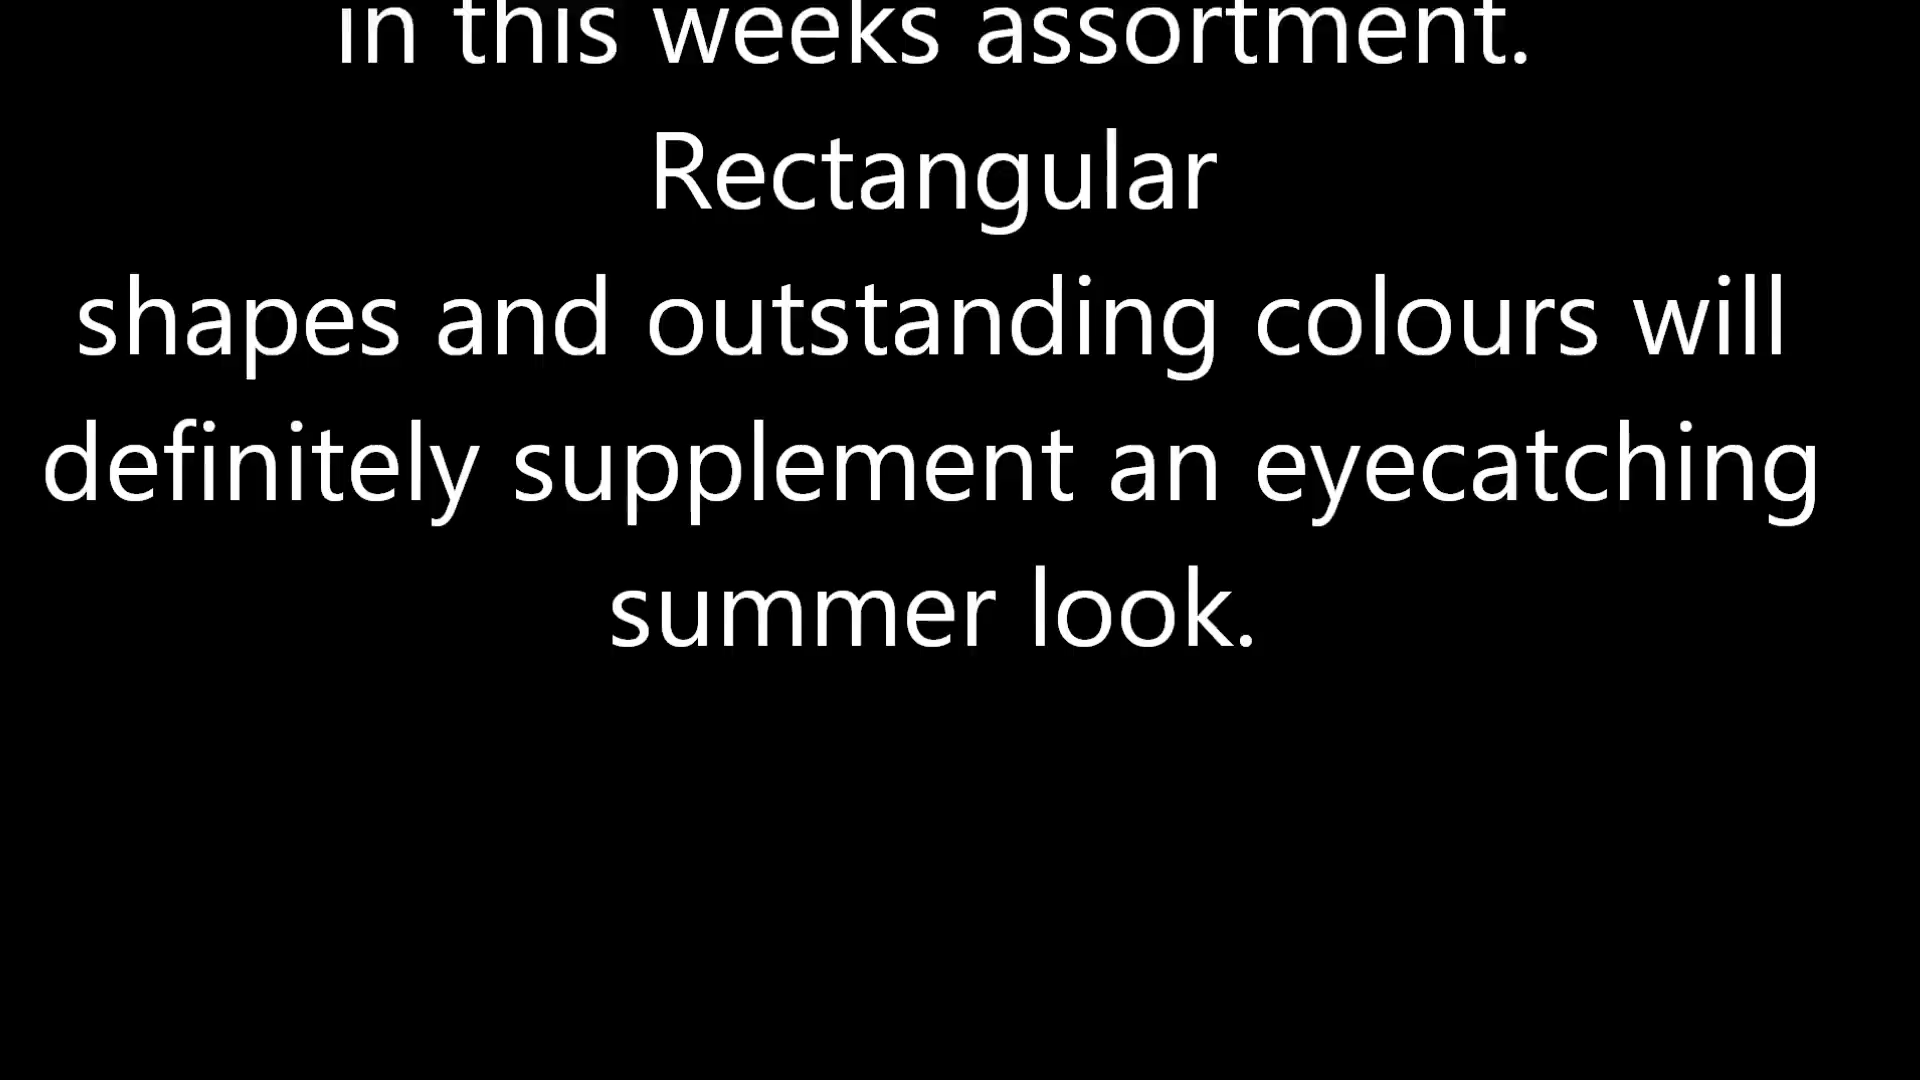 in this weeks assortment.
Rectangular
shapes and outstanding colours will
definitely supplement an eyecatching
summer look.